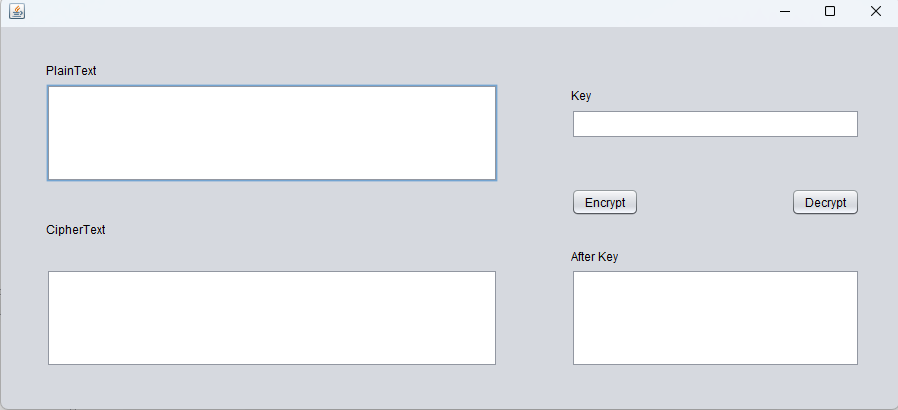 PlainText
Key
Encrypt
Decrypt
CipherText
After Key